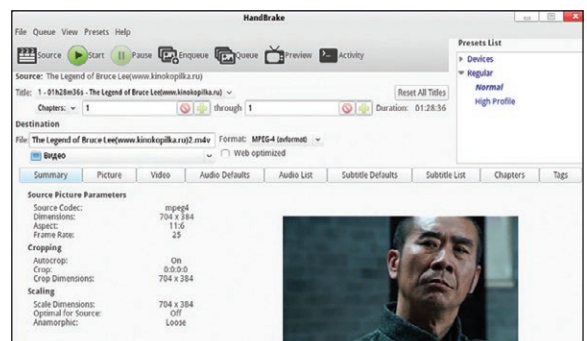 HandBrake
File Queue View Presets Help
Source Start Pause Enqueue Queue Preview Activity
Presets List
Devices
Regular
Normal
High Profile
Source: The Legend of Bruce Lee(www.kinokopilka.ru)
Title: 1 - 01h28m36s - The Legend of Bruce Lee(www.kinokopilka.ru) Reset All Titles
Chapters: 1 through 1 Duration: 01:28:36
Destination
File: The Legend of Bruce Lee(www.kinokopilka.ru)2.m4v Format: MPEG-4 (avformat)
Видео Web optimized
Summary Picture Video Audio Defaults Audio List Subtitle Defaults Subtitle List Chapters Tags
Source Picture Parameters
Source Codec: mpeg4
Dimensions: 704 x 384
Aspect: 11:6
Frame Rate: 25
Cropping
Autocrop: On
Crop: 0:0:0:0
Crop Dimensions: 704 x 384
Scaling
Scale Dimensions: 704 x 384
Optimal for Source: Off
Anamorphic: Loose